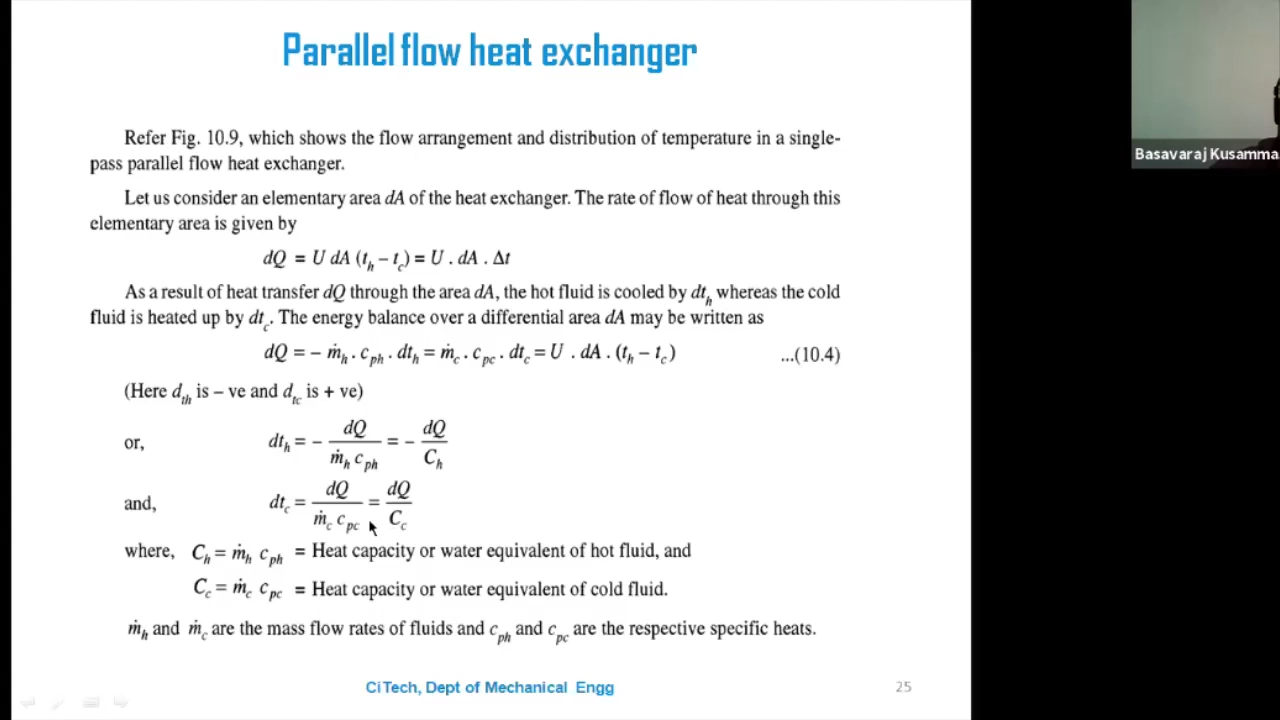 Parallel flow heat exchanger
Refer Fig. 10.9, which shows the flow arrangement and distribution of temperature in a single-
pass parallel flow heat exchanger.
Let us consider an elementary area dA of the heat exchanger. The rate of flow of heat through this
elementary area is given by
dQ = U dA (t_h – t_c) = U . dA . Δt
As a result of heat transfer dQ through the area dA, the hot fluid is cooled by dt_h whereas the cold
fluid is heated up by dt_c. The energy balance over a differential area dA may be written as
dQ = – ṁ_h . c_ph . dt_h = ṁ_c . c_pc . dt_c = U . dA . (t_h – t_c) ...(10.4)
(Here d_th is – ve and d_tc is + ve)
or, dt_h = – dQ / ṁ_h c_ph = – dQ / C_h
and, dt_c = dQ / ṁ_c c_pc = dQ / C_c
where, C_h = ṁ_h c_ph = Heat capacity or water equivalent of hot fluid, and
C_c = ṁ_c c_pc = Heat capacity or water equivalent of cold fluid.
ṁ_h and ṁ_c are the mass flow rates of fluids and c_ph and c_pc are the respective specific heats.
CiTech, Dept of Mechanical Engg
25
Basavaraj Kusamma